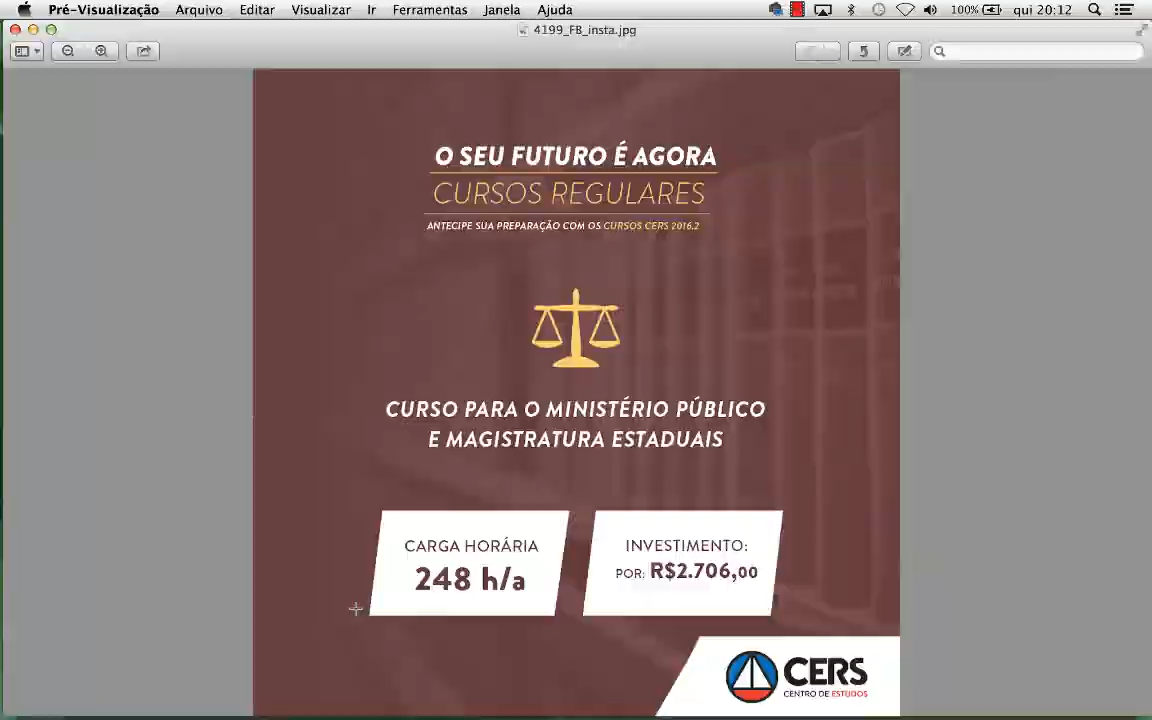 Pré-Visualização Arquivo Editar Visualizar Ir Ferramentas Janela Ajuda 100% qui 20:12
4199_FB_insta.jpg
O SEU FUTURO É AGORA
CURSOS REGULARES
ANTECIPE SUA PREPARAÇÃO COM OS CURSOS CERS 2016.2
CURSO PARA O MINISTÉRIO PÚBLICO
E MAGISTRATURA ESTADUAIS
CARGA HORÁRIA
248 h/a
INVESTIMENTO:
POR: R$2.706,00
CERS
CENTRO DE ESTUDOS